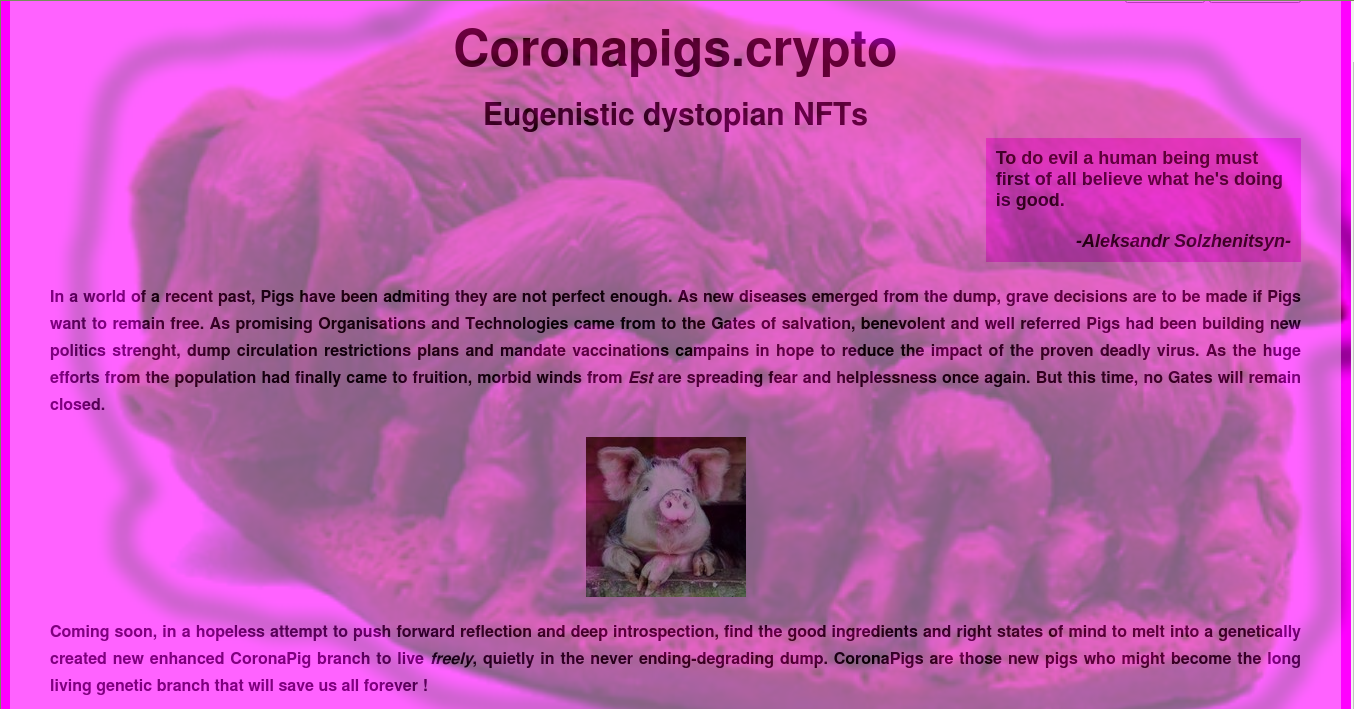 Coronapigs.crypto
Eugenistic dystopian NFTs
To do evil a human being must
first of all believe what he's doing
is good.
-Aleksandr Solzhenitsyn-
In a world of a recent past, Pigs have been admiting they are not perfect enough. As new diseases emerged from the dump, grave decisions are to be made if Pigs
want to remain free. As promising Organisations and Technologies came from to the Gates of salvation, benevolent and well referred Pigs had been building new
politics strenght, dump circulation restrictions plans and mandate vaccinations campains in hope to reduce the impact of the proven deadly virus. As the huge
efforts from the population had finally came to fruition, morbid winds from Est are spreading fear and helplessness once again. But this time, no Gates will remain
closed.
Coming soon, in a hopeless attempt to push forward reflection and deep introspection, find the good ingredients and right states of mind to melt into a genetically
created new enhanced CoronaPig branch to live freely, quietly in the never ending-degrading dump. CoronaPigs are those new pigs who might become the long
living genetic branch that will save us all forever !